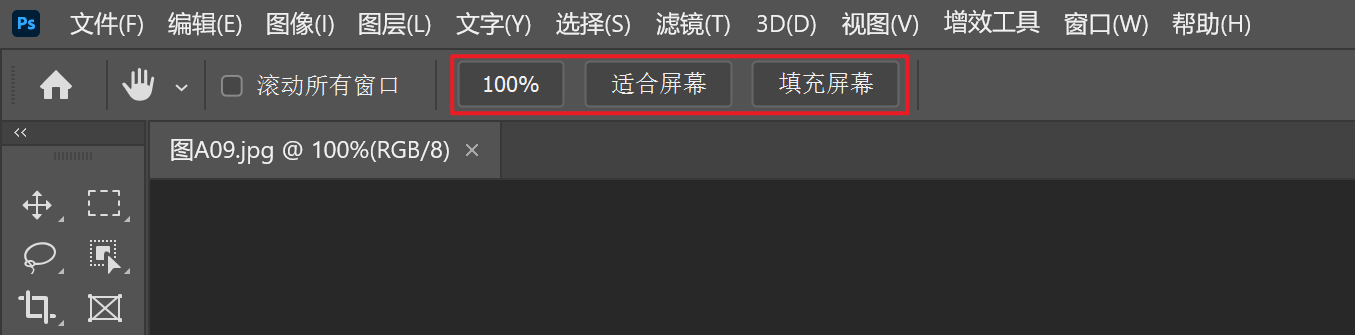 Ps 文件(F) 编辑(E) 图像(I) 图层(L) 文字(Y) 选择(S) 滤镜(T) 3D(D) 视图(V) 增效工具 窗口(W) 帮助(H)
滚动所有窗口 100% 适合屏幕 填充屏幕
图A09.jpg @ 100%(RGB/8) ×